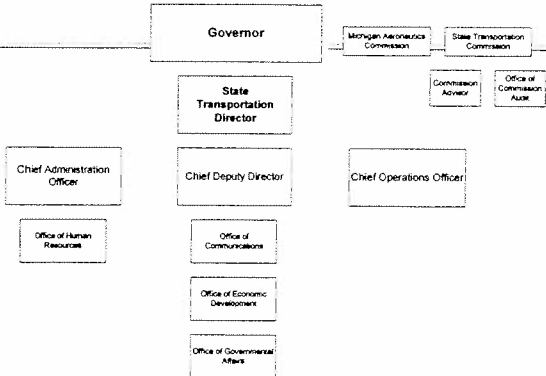 Governor
Michigan Aeronautics
Commission
State Transportation
Commission
State
Transportation
Director
Commission
Advisor
Office of
Commission
Audit
Chief Administration
Officer
Chief Deputy Director
Chief Operations Officer
Office of Human
Resources
Office of
Communications
Office of Economic
Development
Office of Governmental
Affairs